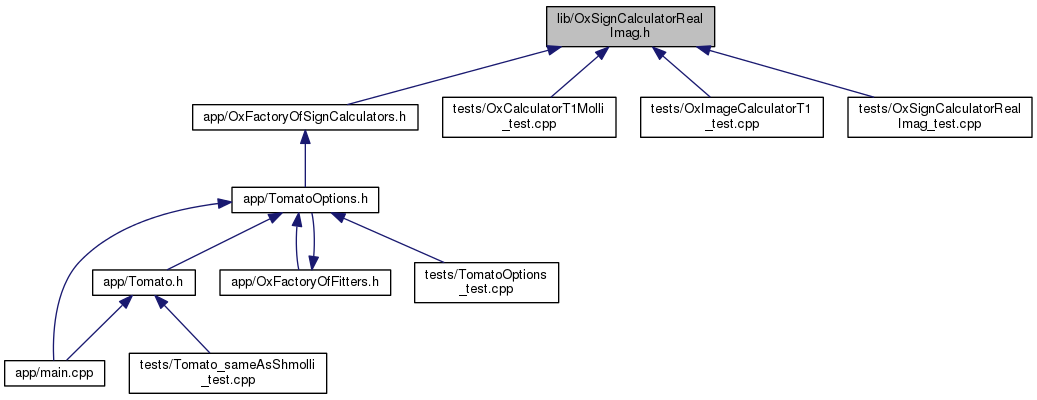 lib/OxSignCalculatorReal
Imag.h
app/OxFactoryOfSignCalculators.h
tests/OxCalculatorT1Molli
_test.cpp
tests/OxImageCalculatorT1
_test.cpp
tests/OxSignCalculatorReal
Imag_test.cpp
app/TomatoOptions.h
app/Tomato.h
app/OxFactoryOfFitters.h
tests/TomatoOptions
_test.cpp
app/main.cpp
tests/Tomato_sameAsShmolli
_test.cpp